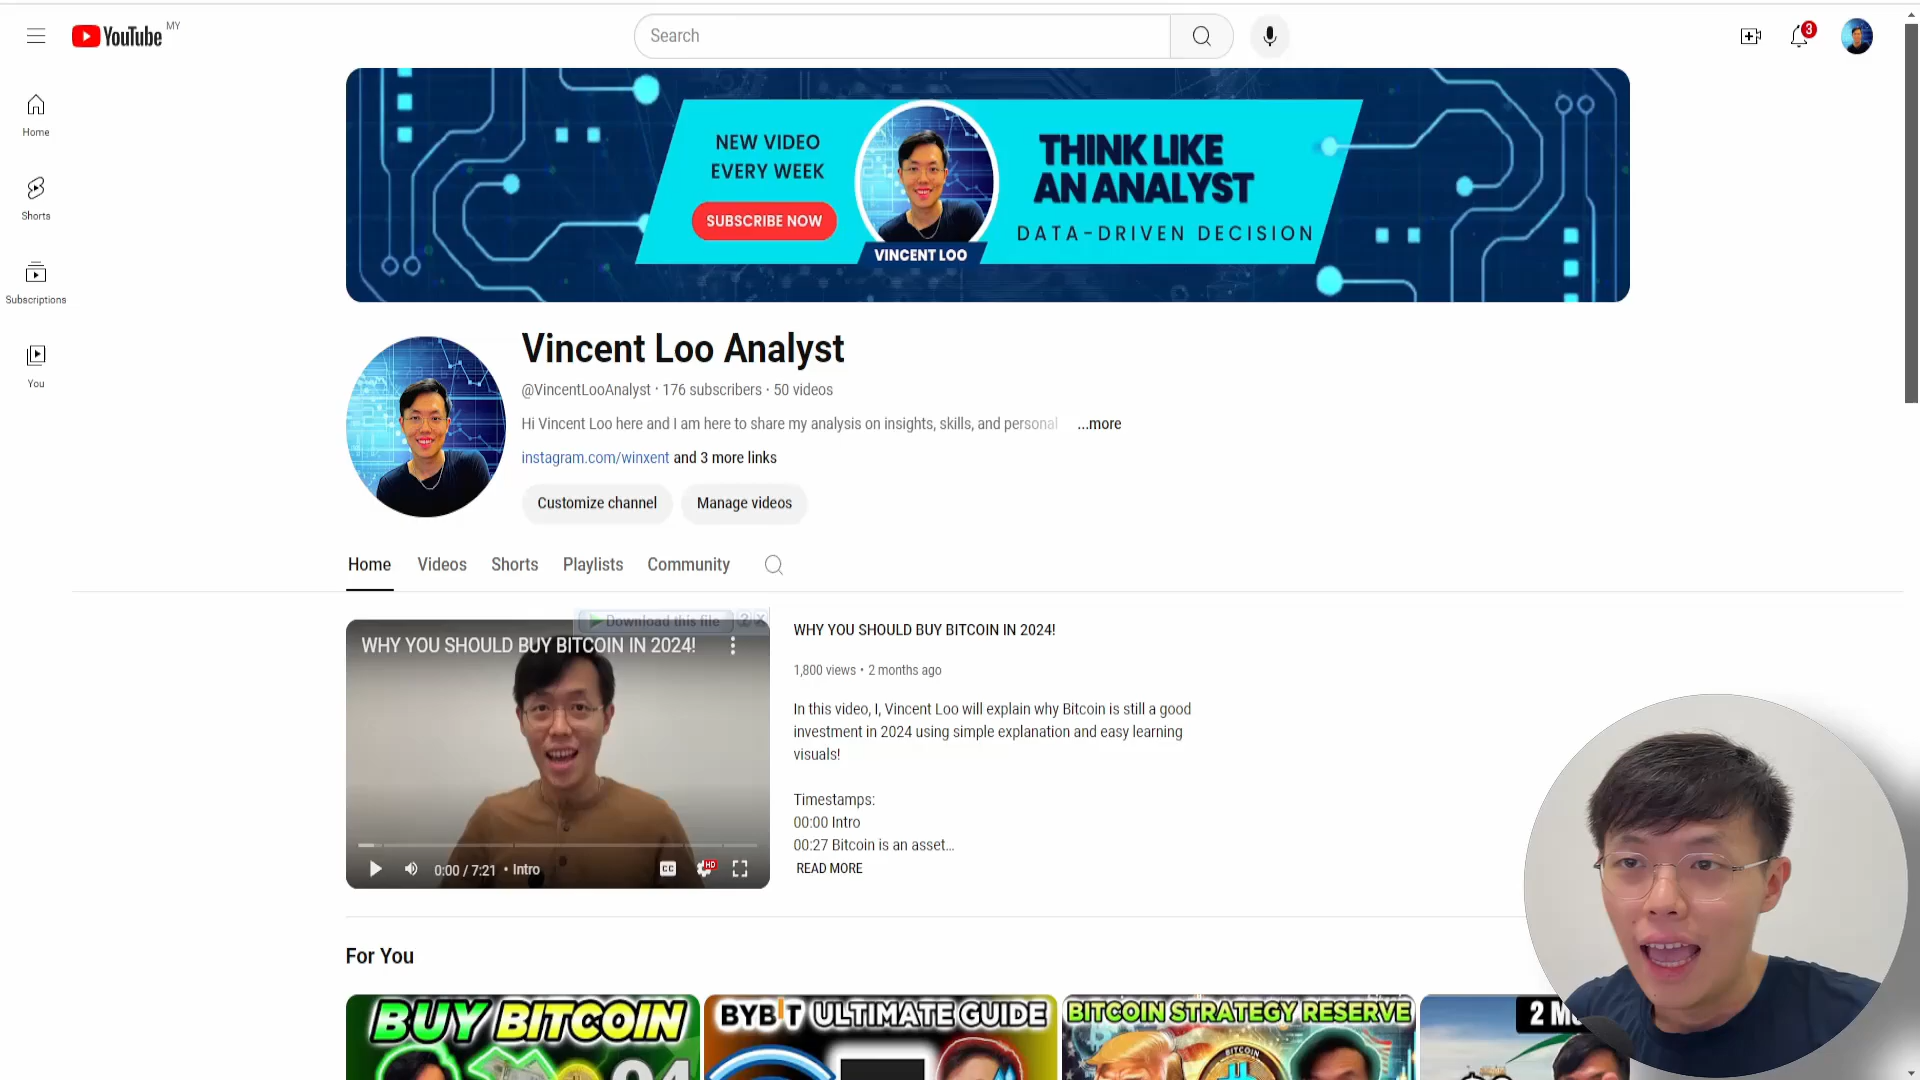 YouTube MY
Search
3
Home
Shorts
Subscriptions
You
NEW VIDEO
EVERY WEEK
SUBSCRIBE NOW
VINCENT LOO
THINK LIKE
AN ANALYST
DATA-DRIVEN DECISION
Vincent Loo Analyst
@VincentLooAnalyst · 176 subscribers · 50 videos
Hi Vincent Loo here and I am here to share my analysis on insights, skills, and personal ...more
instagram.com/winxent and 3 more links
Customize channel Manage videos
Home Videos Shorts Playlists Community
Download this file ? X
WHY YOU SHOULD BUY BITCOIN IN 2024!
0:00 / 7:21 • Intro
CC HD
WHY YOU SHOULD BUY BITCOIN IN 2024!
1,800 views • 2 months ago
In this video, I, Vincent Loo will explain why Bitcoin is still a good
investment in 2024 using simple explanation and easy learning
visuals!
Timestamps:
00:00 Intro
00:27 Bitcoin is an asset...
READ MORE
For You
BUY BITCOIN
BYBIT ULTIMATE GUIDE
BITCOIN STRATEGY RESERVE
BITCOIN